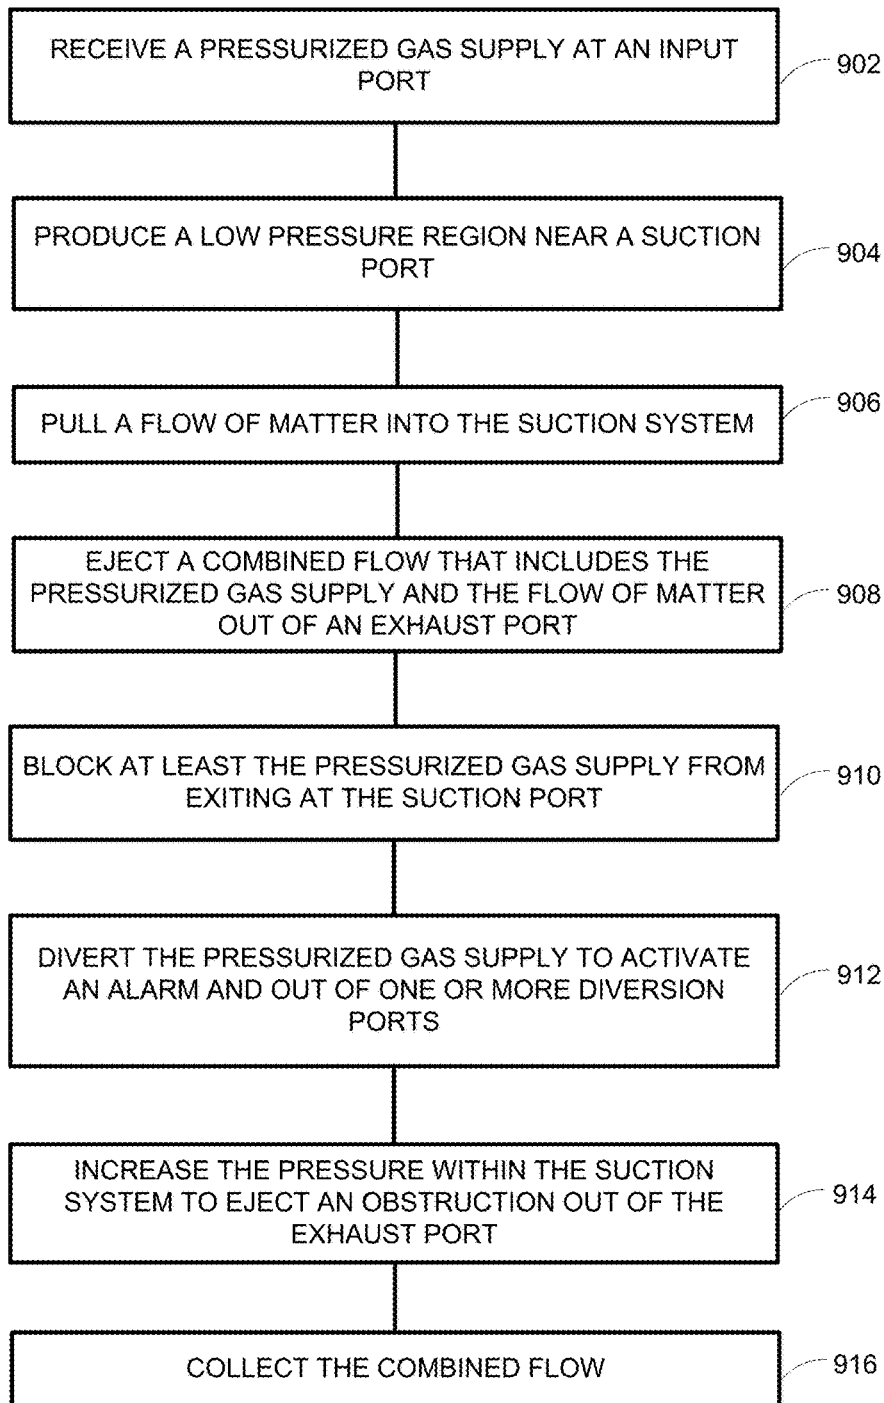 RECEIVE A PRESSURIZED GAS SUPPLY AT AN INPUT
PORT
902
PRODUCE A LOW PRESSURE REGION NEAR A SUCTION
PORT
904
PULL A FLOW OF MATTER INTO THE SUCTION SYSTEM
906
EJECT A COMBINED FLOW THAT INCLUDES THE
PRESSURIZED GAS SUPPLY AND THE FLOW OF MATTER
OUT OF AN EXHAUST PORT
908
BLOCK AT LEAST THE PRESSURIZED GAS SUPPLY FROM
EXITING AT THE SUCTION PORT
910
DIVERT THE PRESSURIZED GAS SUPPLY TO ACTIVATE
AN ALARM AND OUT OF ONE OR MORE DIVERSION
PORTS
912
INCREASE THE PRESSURE WITHIN THE SUCTION
SYSTEM TO EJECT AN OBSTRUCTION OUT OF THE
EXHAUST PORT
914
COLLECT THE COMBINED FLOW
916